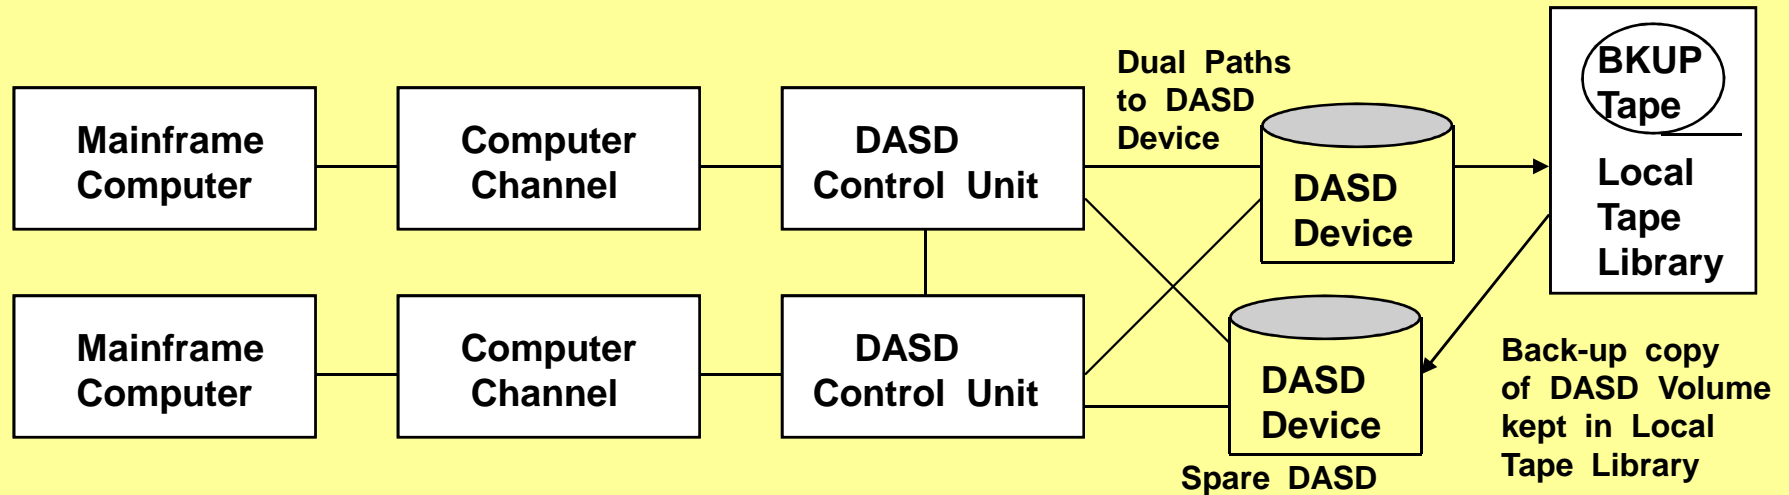 Mainframe
Computer
Computer
Channel
DASD
Control Unit
Dual Paths
to DASD
Device
DASD
Device
BKUP
Tape
Local
Tape
Library
Mainframe
Computer
Computer
Channel
DASD
Control Unit
DASD
Device
Spare DASD
Back-up copy
of DASD Volume
kept in Local
Tape Library